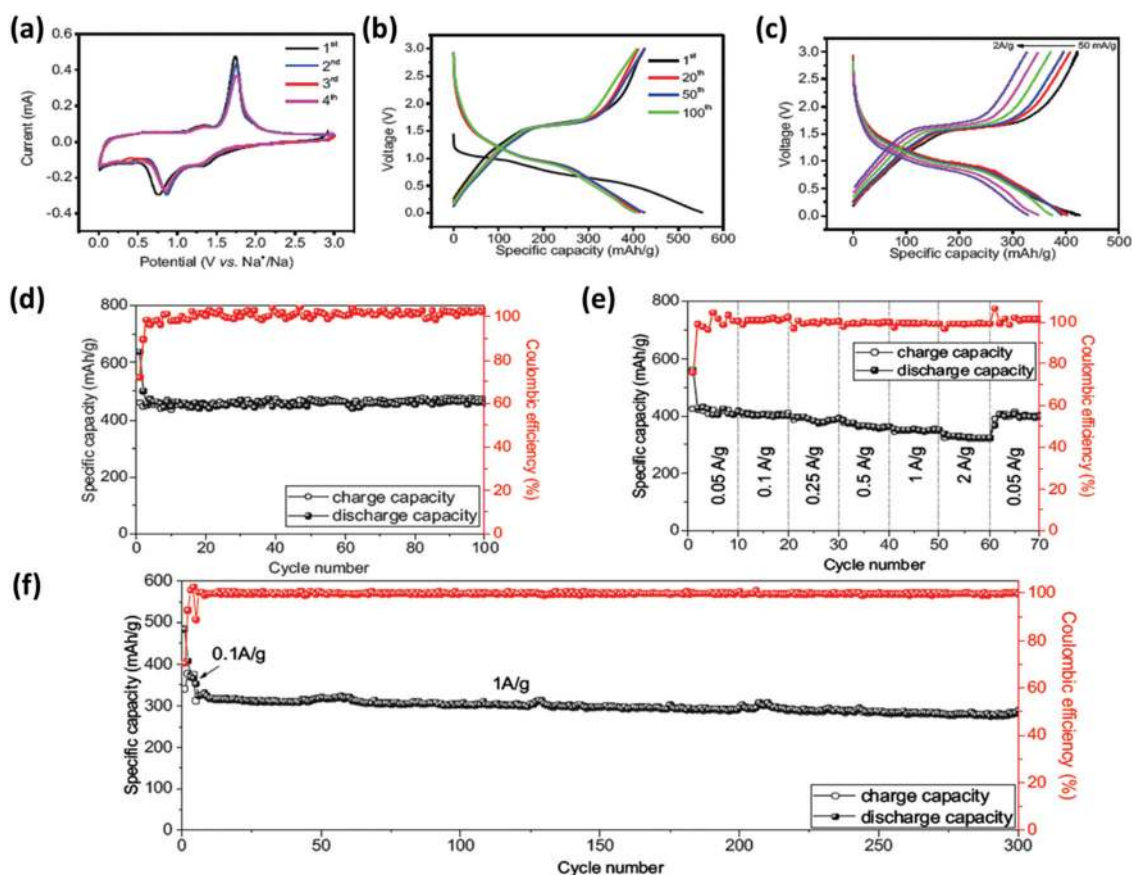 (a)
0.6
0.4
0.2
0.0
-0.2
-0.4
Current (mA)
0.0 0.5 1.0 1.5 2.0 2.5 3.0
Potential (V vs. Na⁺/Na)
1st
2nd
3rd
4th
(b)
3.0
2.5
2.0
1.5
1.0
0.5
0.0
Voltage (V)
0 100 200 300 400 500 600
Specific capacity (mAh/g)
1st
20th
50th
100th
(c)
2A/g 50 mA/g
3.0
2.5
2.0
1.5
1.0
0.5
0.0
Voltage (V)
0 100 200 300 400 500
Specific capacity (mAh/g)
(d)
800
600
400
200
0
Specific capacity (mAh/g)
0 20 40 60 80 100
Cycle number
100
80
60
40
20
0
Coulombic efficiency (%)
charge capacity
discharge capacity
(e)
800
600
400
200
0
Specific capacity (mAh/g)
0 10 20 30 40 50 60 70
Cycle number
100
80
60
40
20
0
Coulombic efficiency (%)
charge capacity
discharge capacity
0.05 A/g
0.1 A/g
0.25 A/g
0.5 A/g
1 A/g
2 A/g
0.05 A/g
(f)
600
500
400
300
200
100
0
Specific capacity (mAh/g)
0.1A/g
1A/g
0 50 100 150 200 250 300
Cycle number
100
80
60
40
20
0
Coulombic efficiency (%)
charge capacity
discharge capacity